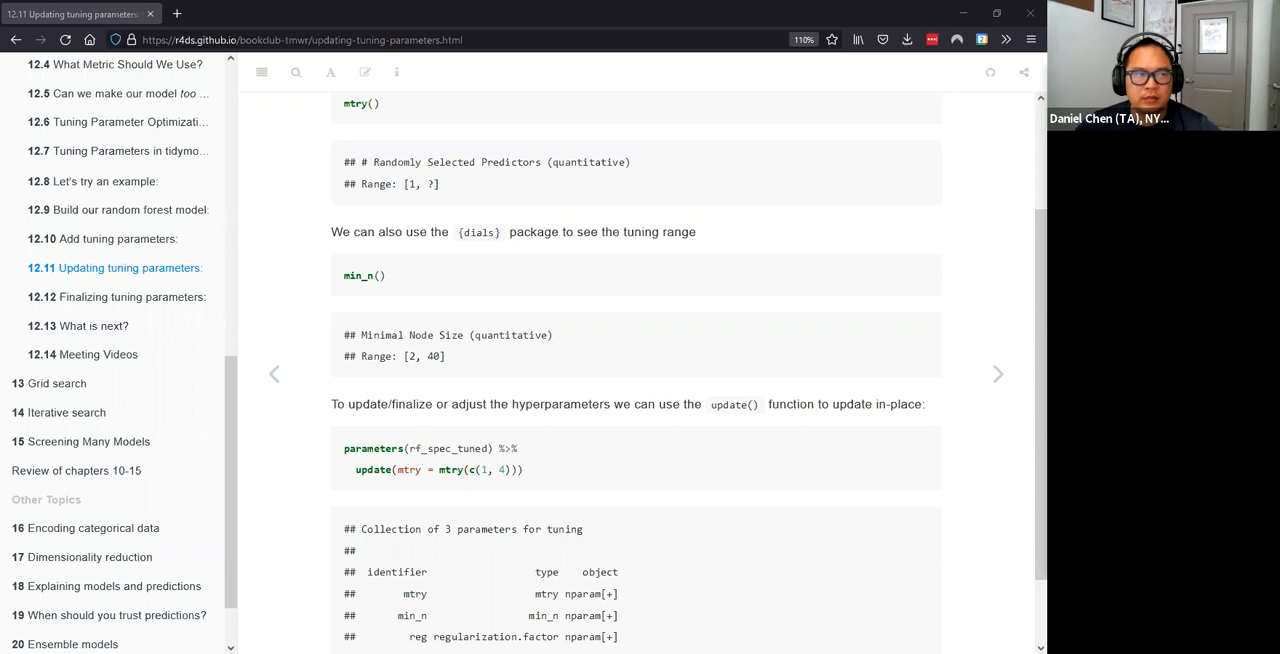 12.11 Updating tuning parameters:
https://r4ds.github.io/bookclub-tmwr/updating-tuning-parameters.html
110%
12.4 What Metric Should We Use?
12.5 Can we make our model too ...
12.6 Tuning Parameter Optimizati...
12.7 Tuning Parameters in tidymo...
12.8 Let's try an example:
12.9 Build our random forest model:
12.10 Add tuning parameters:
12.11 Updating tuning parameters:
12.12 Finalizing tuning parameters:
12.13 What is next?
12.14 Meeting Videos
13 Grid search
14 Iterative search
15 Screening Many Models
Review of chapters 10-15
Other Topics
16 Encoding categorical data
17 Dimensionality reduction
18 Explaining models and predictions
19 When should you trust predictions?
20 Ensemble models
mtry()
## # Randomly Selected Predictors (quantitative)
## Range: [1, ?]
We can also use the {dials} package to see the tuning range
min_n()
## Minimal Node Size (quantitative)
## Range: [2, 40]
To update/finalize or adjust the hyperparameters we can use the update() function to update in-place:
parameters(rf_spec_tuned) %>%
update(mtry = mtry(c(1, 4)))
## Collection of 3 parameters for tuning
##
## identifier type object
## mtry mtry nparam[+]
## min_n min_n nparam[+]
## reg regularization.factor nparam[+]
Daniel Chen (TA), NY...